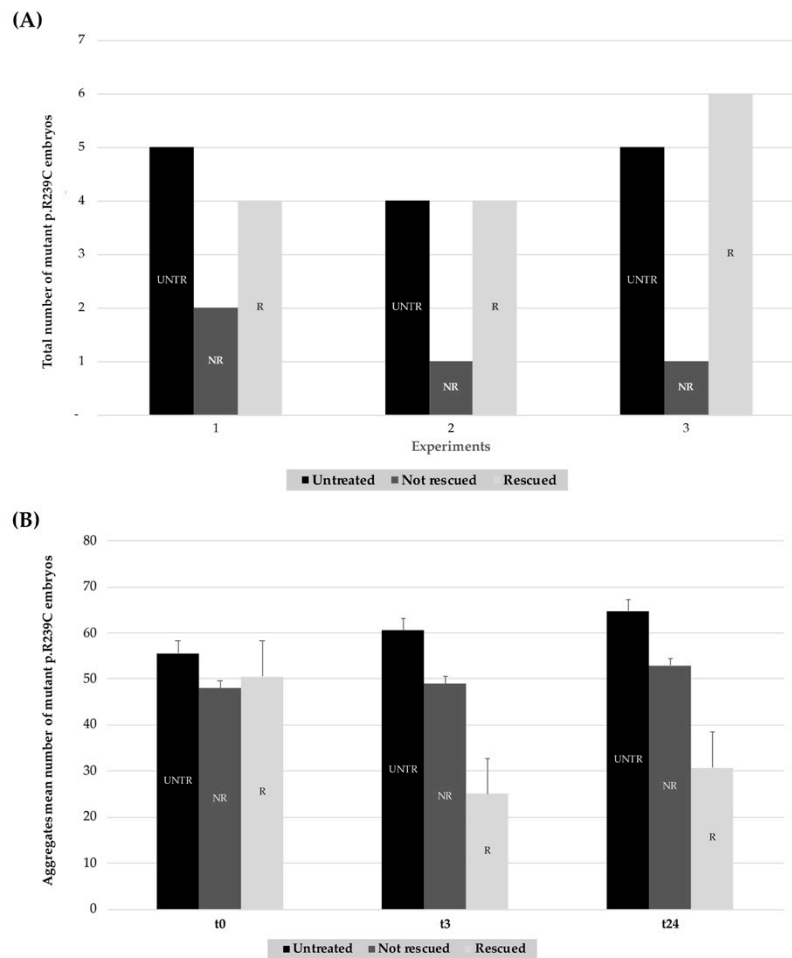 (A)
Total number of mutant p.R239C embryos
7
6
5
4
3
2
1
-
UNTR
NR
R
UNTR
NR
R
UNTR
NR
R
1
2
3
Experiments
Untreated Not rescued Rescued
(B)
Aggregates mean number of mutant p.R239C embryos
80
70
60
50
40
30
20
10
0
UNTR
NR
R
UNTR
NR
R
UNTR
NR
R
t0
t3
t24
Untreated Not rescued Rescued